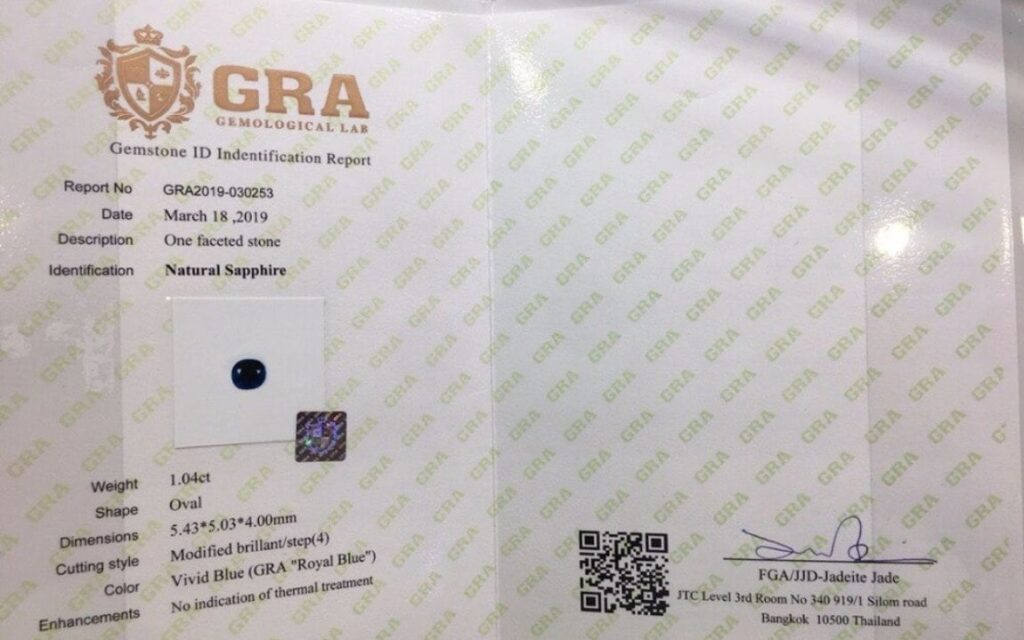 GRA
GEMOLOGICAL LAB
Gemstone ID Indentification Report
Report No GRA2019-030253
Date March 18 ,2019
Description One faceted stone
Identification Natural Sapphire
Weight 1.04ct
Shape Oval
Dimensions 5.43*5.03*4.00mm
Cutting style Modified brillant/step(4)
Color Vivid Blue (GRA "Royal Blue")
Enhancements No indication of thermal treatment
FGA/JJD-Jadeite Jade
JTC Level 3rd Room No 340 919/1 Silom road
Bangkok 10500 Thailand